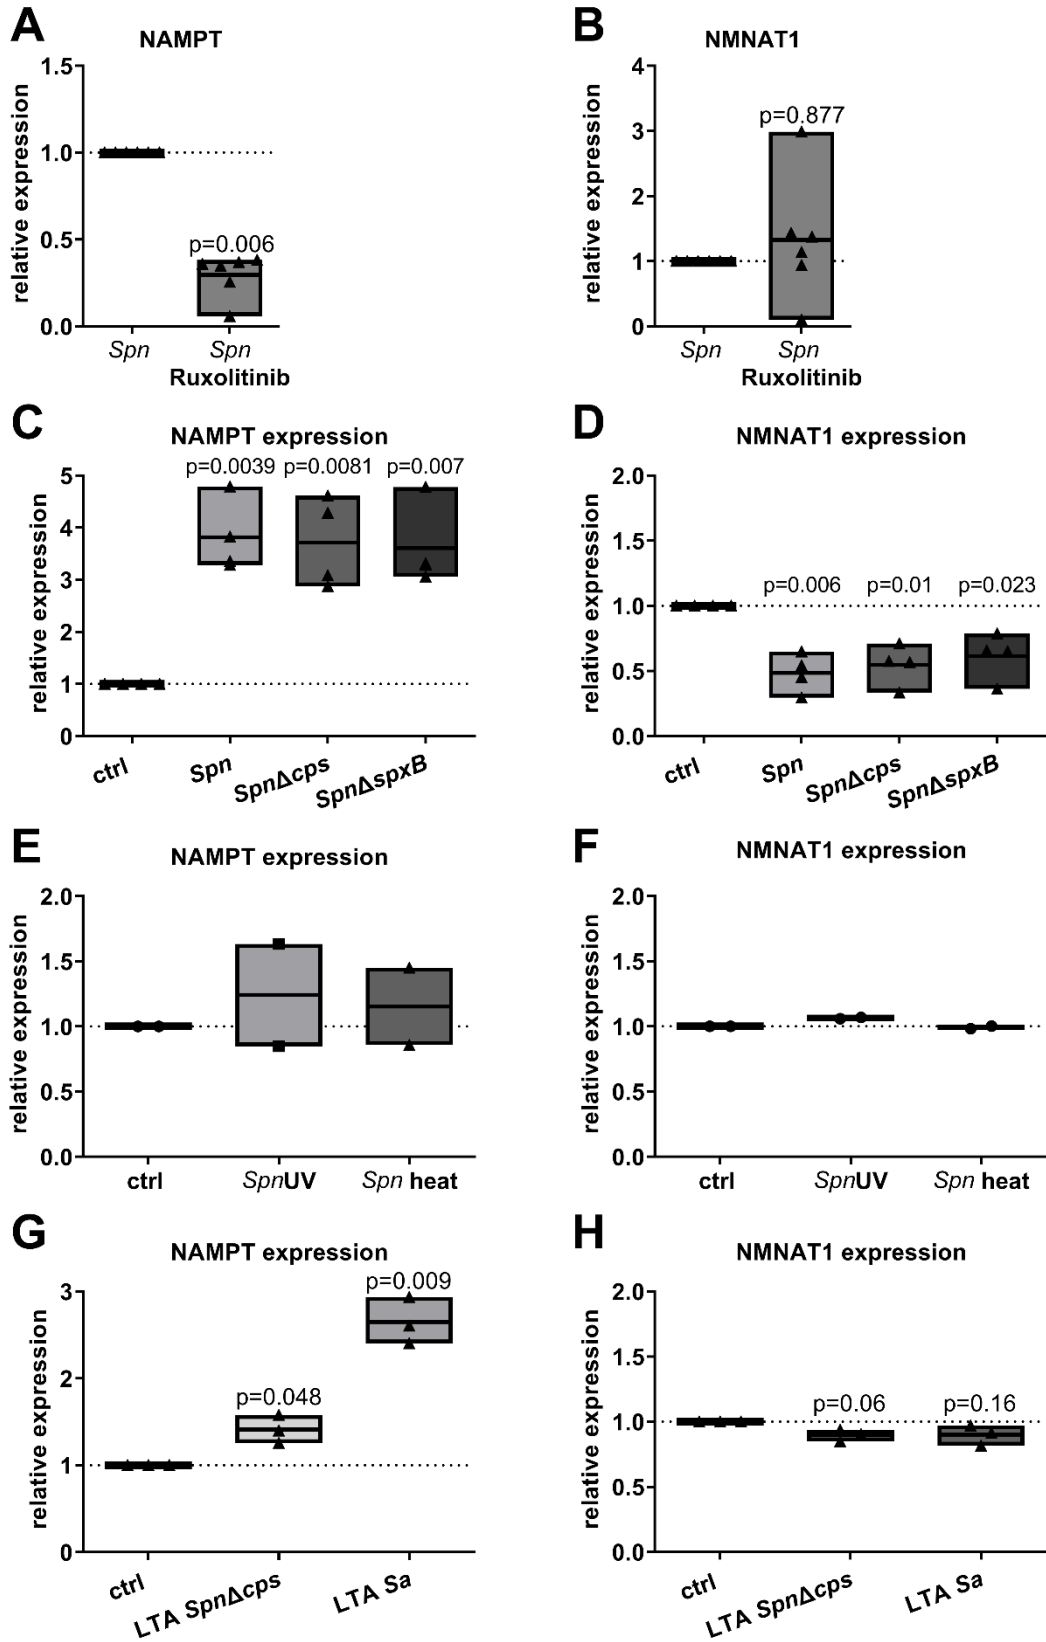 A
NAMPT
relative expression
1.5
1.0
0.5
0.0
p=0.006
Spn
Spn
Ruxolitinib
B
NMNAT1
relative expression
4
3
2
1
0
p=0.877
Spn
Spn
Ruxolitinib
C
NAMPT expression
relative expression
5
4
3
2
1
0
p=0.0039 p=0.0081 p=0.007
ctrl
Spn
SpnΔcps
SpnΔspxB
D
NMNAT1 expression
relative expression
2.0
1.5
1.0
0.5
0.0
p=0.006 p=0.01 p=0.023
ctrl
Spn
SpnΔcps
SpnΔspxB
E
NAMPT expression
relative expression
2.0
1.5
1.0
0.5
0.0
ctrl
SpnUV
Spn heat
F
NMNAT1 expression
relative expression
2.0
1.5
1.0
0.5
0.0
ctrl
SpnUV
Spn heat
G
NAMPT expression
relative expression
3
2
1
0
p=0.048
p=0.009
ctrl
LTA SpnΔcps
LTA Sa
H
NMNAT1 expression
relative expression
2.0
1.5
1.0
0.5
0.0
p=0.06
p=0.16
ctrl
LTA SpnΔcps
LTA Sa